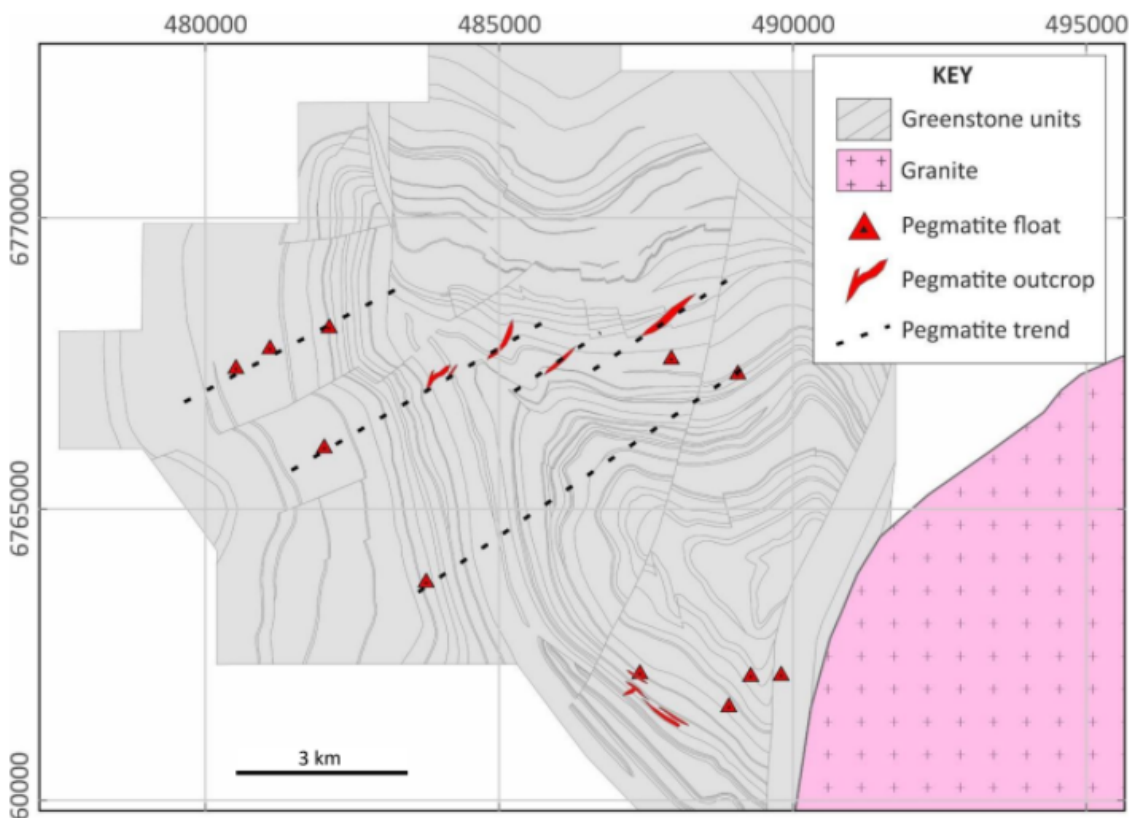 480000 485000 490000 495000
KEY
Greenstone units
Granite
Pegmatite float
Pegmatite outcrop
Pegmatite trend
6770000
6765000
60000
3 km